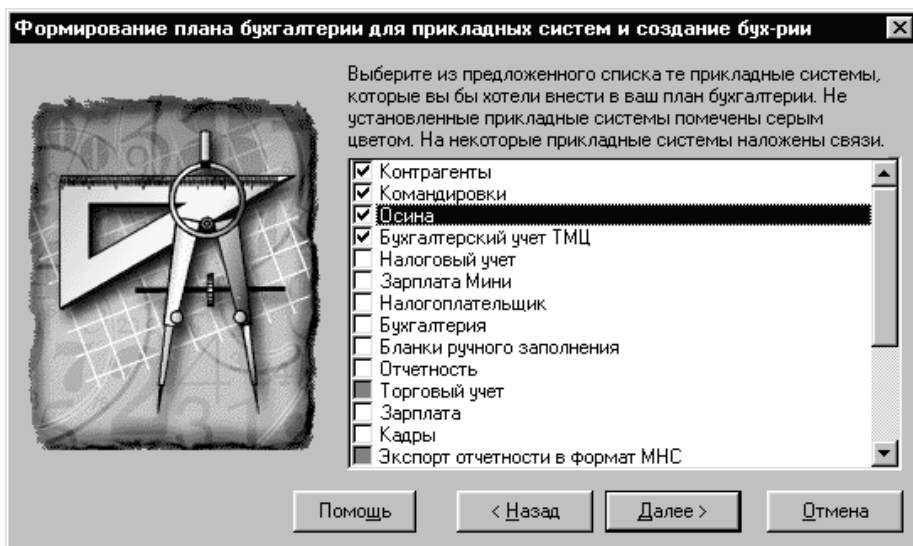 Формирование плана бухгалтерии для прикладных систем и создание бух-рии
Выберите из предложенного списка те прикладные системы,
которые вы бы хотели внести в ваш план бухгалтерии. Не
установленные прикладные системы помечены серым
цветом. На некоторые прикладные системы наложены связи.
Контрагенты
Командировки
Осина
Бухгалтерский учет ТМЦ
Налоговый учет
Зарплата Мини
Налогоплательщик
Бухгалтерия
Бланки ручного заполнения
Отчетность
Торговый учет
Зарплата
Кадры
Экспорт отчетности в формат МНС
Помощь < Назад Далее > Отмена